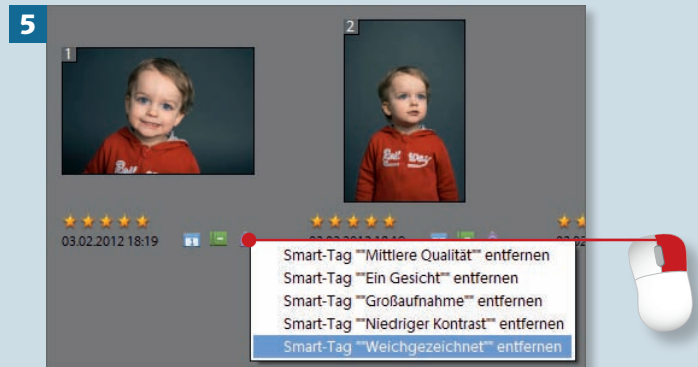 5
1
2
03.02.2012 18:19
Smart-Tag ""Mittlere Qualität"" entfernen
Smart-Tag ""Ein Gesicht"" entfernen
Smart-Tag ""Großaufnahme"" entfernen
Smart-Tag ""Niedriger Kontrast"" entfernen
Smart-Tag ""Weichgezeichnet"" entfernen